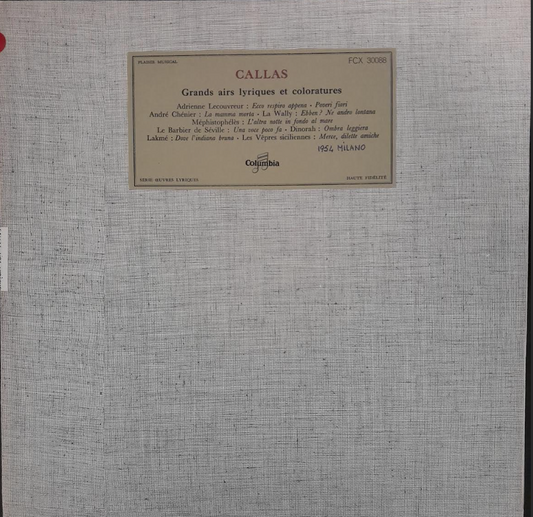 PLAISIR MUSICAL
FCX 30088
CALLAS
Grands airs lyriques et coloratures
Adrienne Lecouvreur : Ecco respiro appena - Poveri fiori
André Chénier : La mamma morta - La Wally : Ebben? Ne andro lontana
Méphistophélès : L'altra notte in fondo al mare
Le Barbier de Séville : Una voce poco fa - Dinorah : Ombra leggiera
Lakmé : Dove l'indiana bruna - Les Vêpres siciliennes : Merce, dilette amiche
1954 MILANO
Columbia
SÉRIE ŒUVRES LYRIQUES
HAUTE FIDÉLITÉ